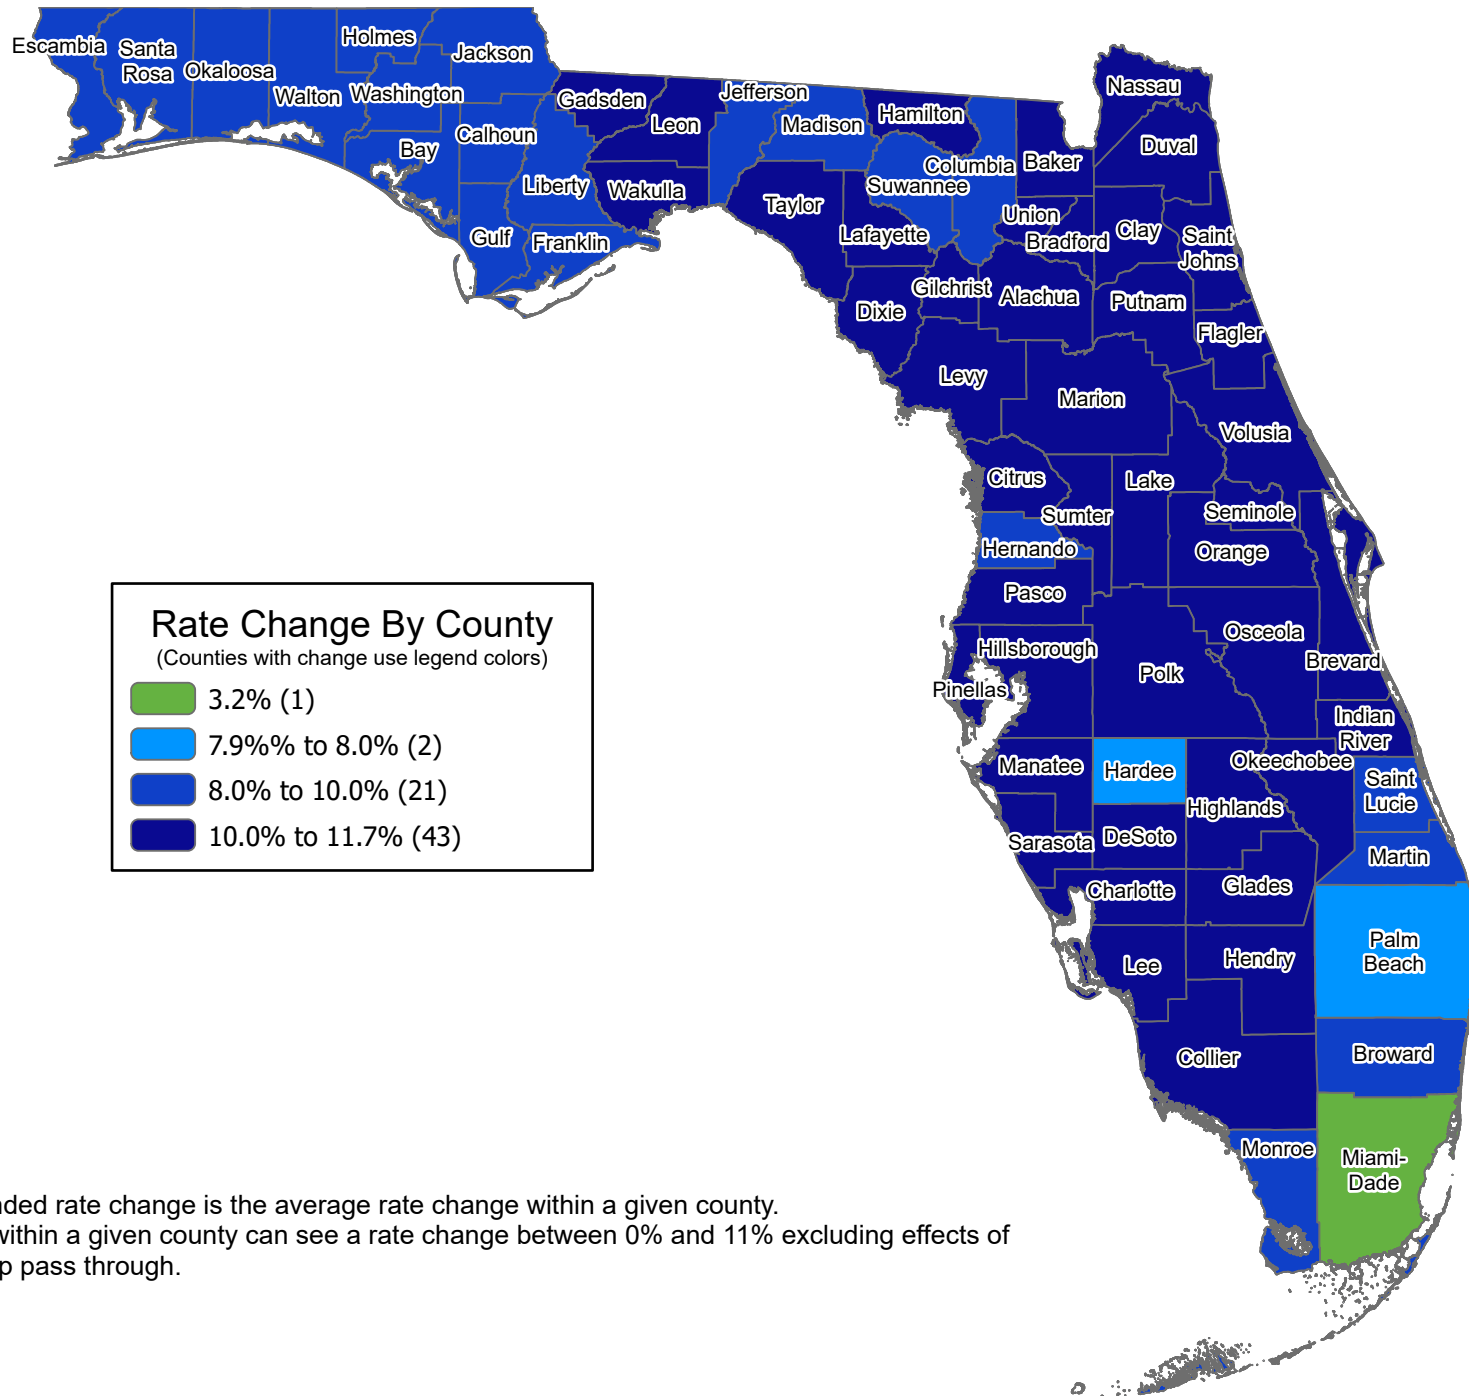 Escambia
Santa
Rosa
Okaloosa
Walton
Holmes
Washington
Jackson
Bay
Calhoun
Gulf
Liberty
Franklin
Gadsden
Leon
Wakulla
Jefferson
Madison
Taylor
Hamilton
Suwannee
Lafayette
Columbia
Dixie
Gilchrist
Baker
Union
Bradford
Alachua
Nassau
Duval
Clay
Saint
Johns
Putnam
Flagler
Levy
Marion
Volusia
Citrus
Sumter
Lake
Seminole
Orange
Hernando
Pasco
Osceola
Brevard
Hillsborough
Pinellas
Polk
Indian
River
Manatee
Hardee
Okeechobee
Highlands
Saint
Lucie
Sarasota
DeSoto
Martin
Charlotte
Glades
Palm
Beach
Lee
Hendry
Collier
Broward
Monroe
Miami-
Dade
Rate Change By County
(Counties with change use legend colors)
3.2% (1)
7.9%% to 8.0% (2)
8.0% to 10.0% (21)
10.0% to 11.7% (43)
rate change is the average rate change within a given county.
within a given county can see a rate change between 0% and 11% excluding effects of
pass through.